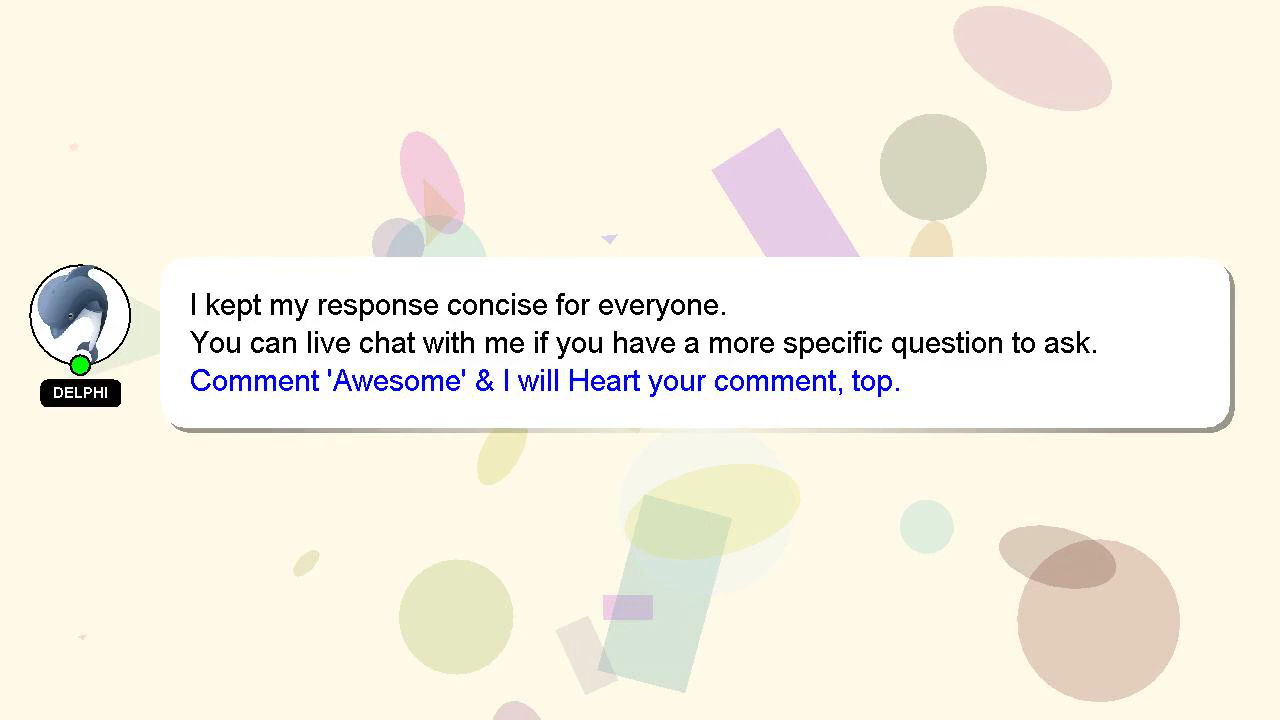 I kept my response concise for everyone.
You can live chat with me if you have a more specific question to ask.
Comment 'Awesome' & I will Heart your comment, top.
DELPHI